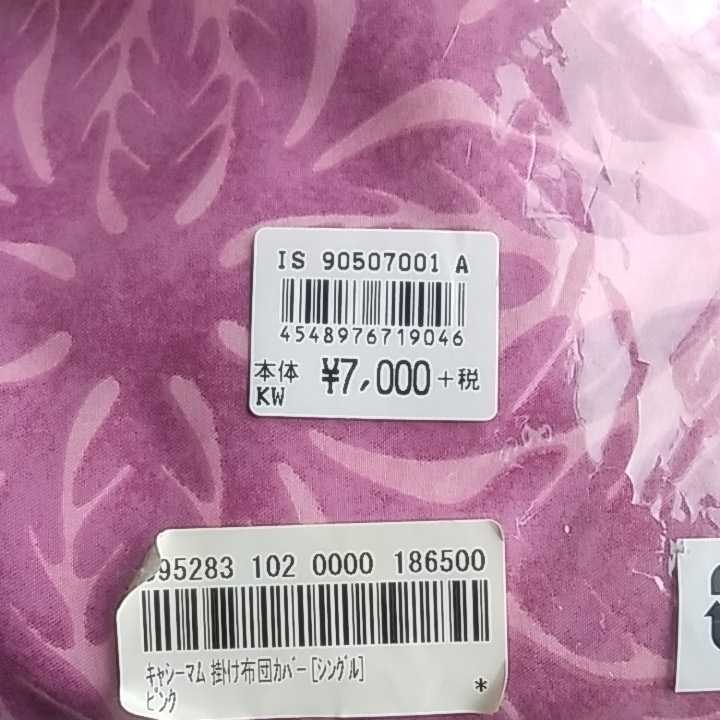 IS 90507001 A
4548976719046
本体 ¥7,000+税
KW
95283 102 0000 186500
キャシーマム 掛け布団カバー[シングル]
ピンク
*